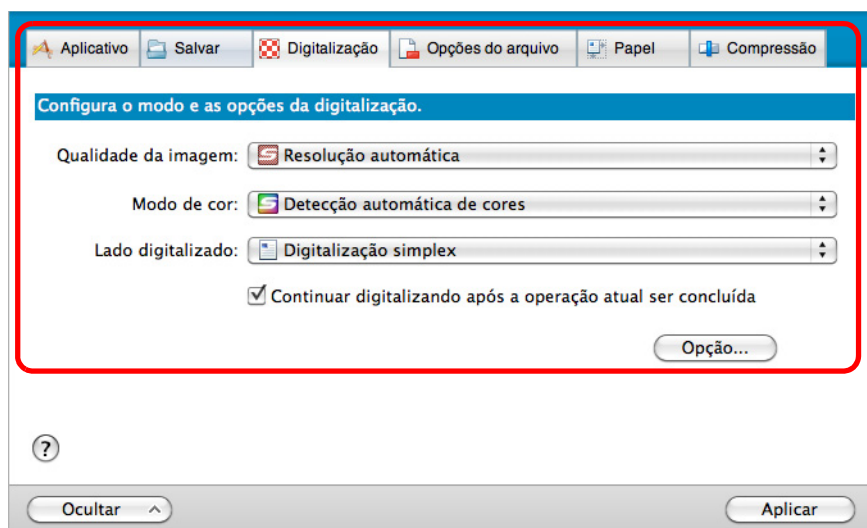 Aplicativo Salvar Digitalização Opções do arquivo Papel Compressão
Configura o modo e as opções da digitalização.
Qualidade da imagem: Resolução automática
Modo de cor: Detecção automática de cores
Lado digitalizado: Digitalização simplex
Continuar digitalizando após a operação atual ser concluída
Opção...
?
Ocultar Aplicar